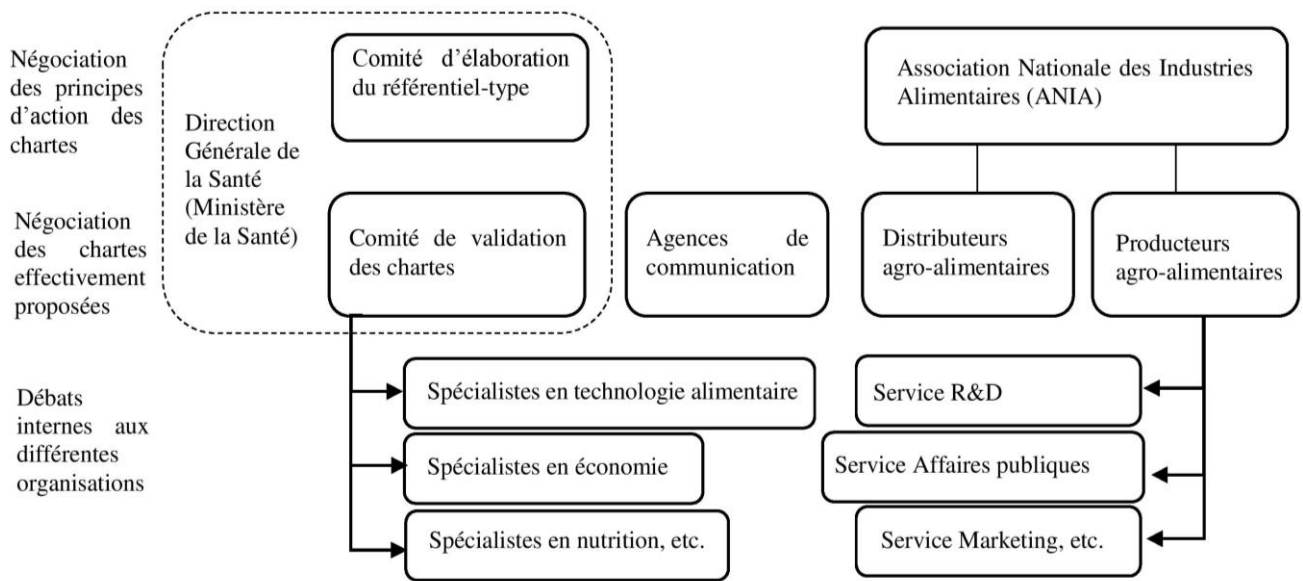 Négociation
des principes
d’action des
chartes
Direction
Générale de
la Santé
(Ministère
de la Santé)
Comité d’élaboration
du référentiel-type
Association Nationale des Industries
Alimentaires (ANIA)
Négociation
des chartes
effectivement
proposées
Comité de validation
des chartes
Agences de
communication
Distributeurs
agro-alimentaires
Producteurs
agro-alimentaires
Débats
internes aux
différentes
organisations
Spécialistes en technologie alimentaire
Spécialistes en économie
Spécialistes en nutrition, etc.
Service R&D
Service Affaires publiques
Service Marketing, etc.